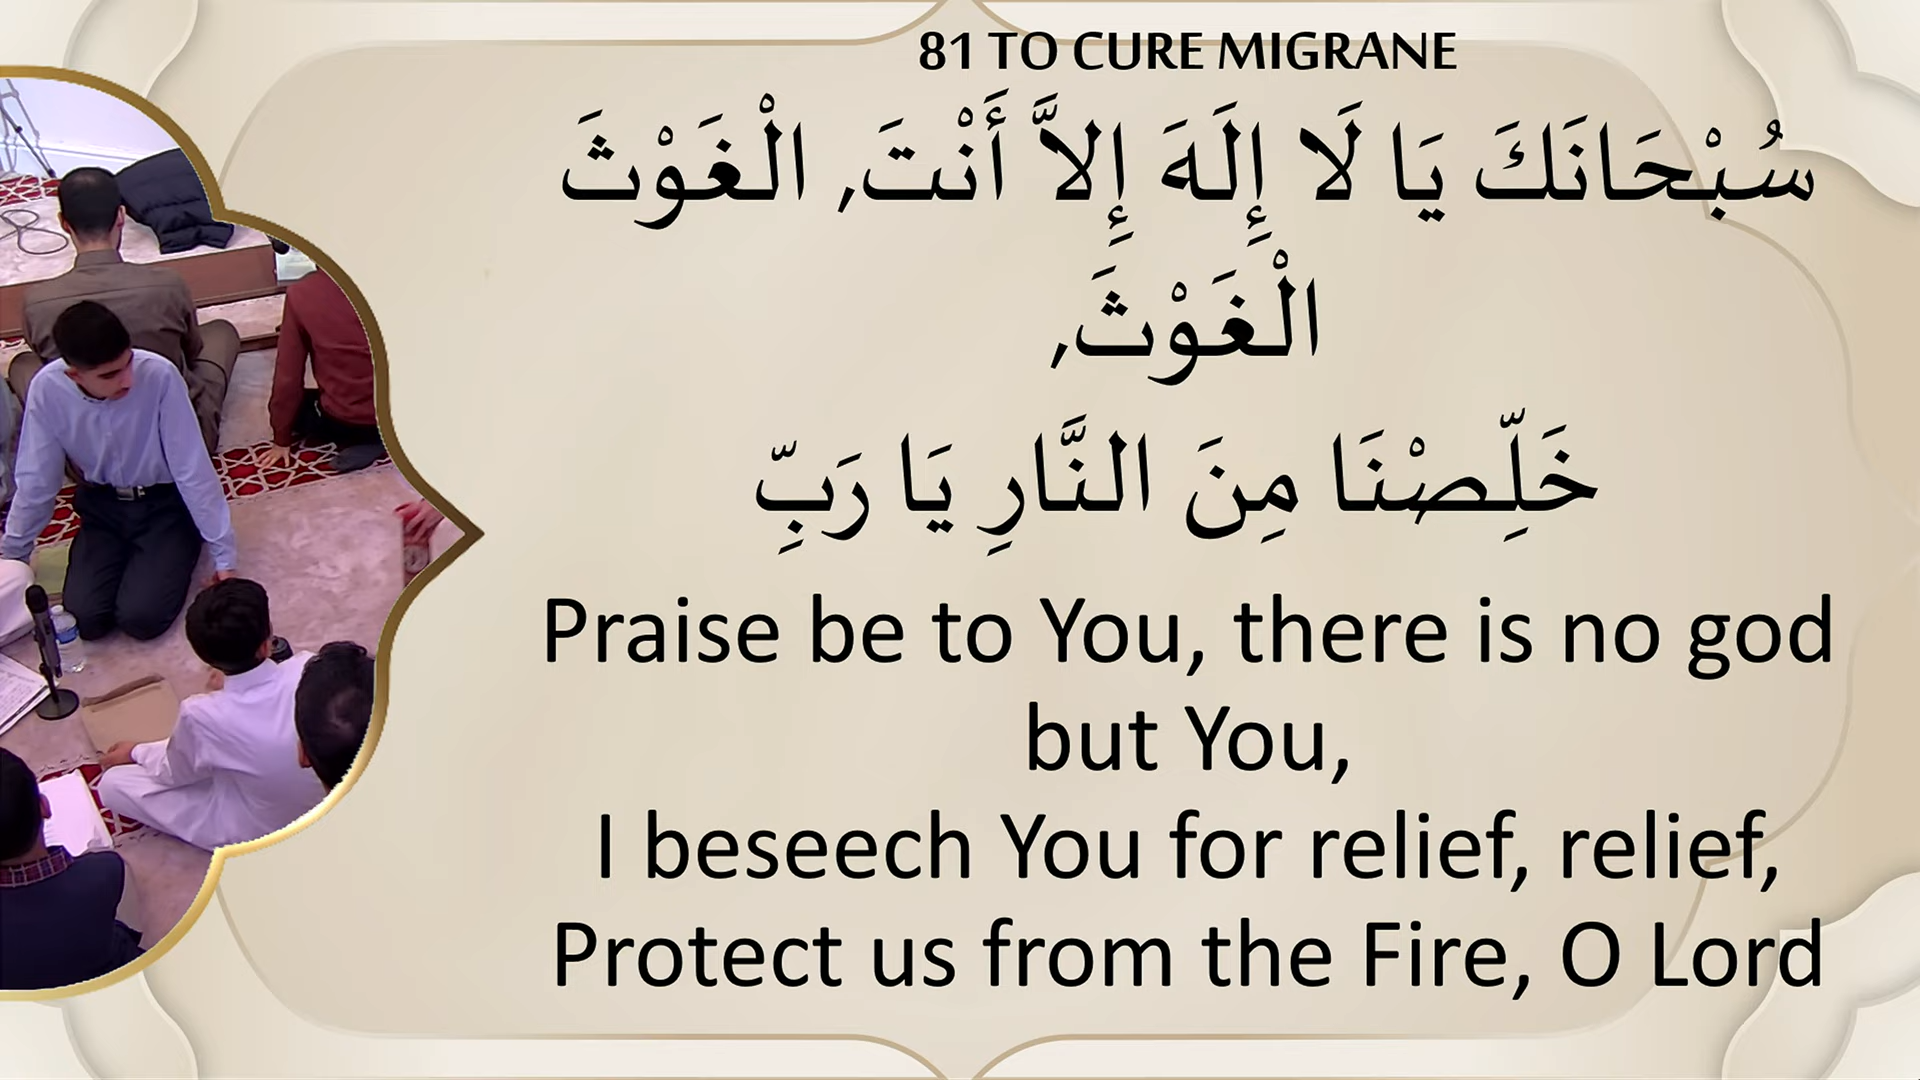 81 TO CURE MIGRANE
سُبْحَانَكَ يَا لَا إِلَهَ إِلاَّ أَنْتَ, الْغَوْثَ
الْغَوْثَ,
خَلِّصْنَا مِنَ النَّارِ يَا رَبِّ
Praise be to You, there is no god
but You,
I beseech You for relief, relief,
Protect us from the Fire, O Lord